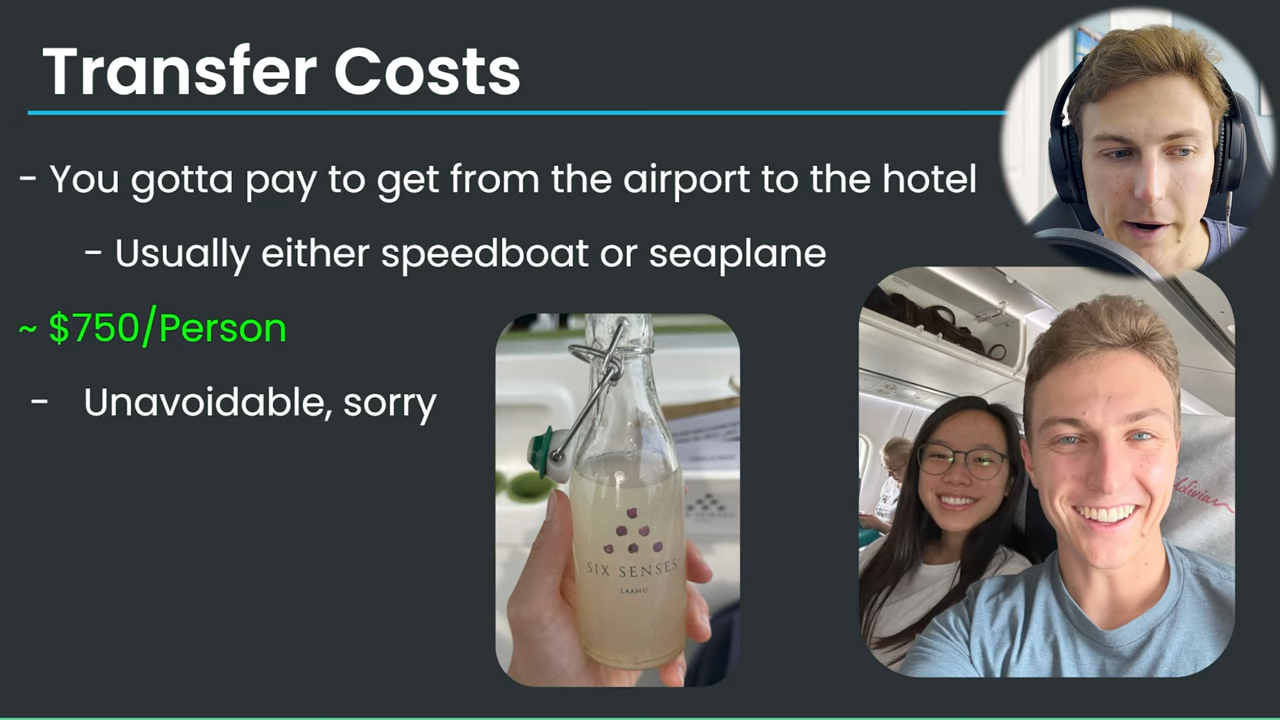 Transfer Costs
- You gotta pay to get from the airport to the hotel
- Usually either speedboat or seaplane
~ $750/Person
- Unavoidable, sorry
SIX SENSES
LAAMU